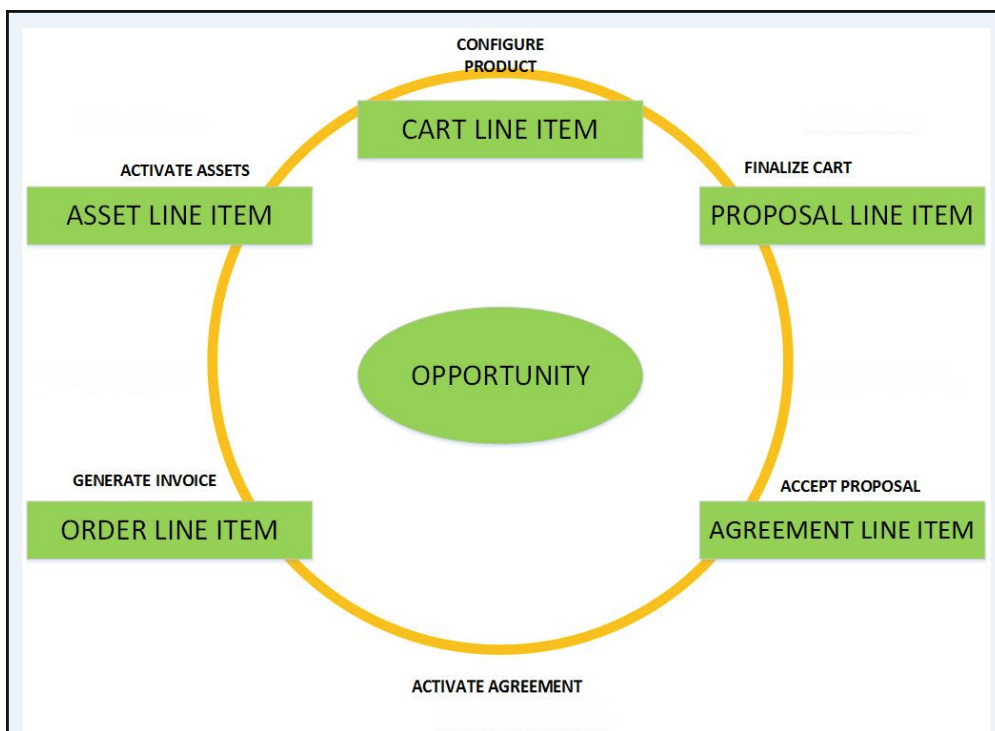 CONFIGURE
PRODUCT
CART LINE ITEM
ACTIVATE ASSETS
FINALIZE CART
ASSET LINE ITEM
PROPOSAL LINE ITEM
OPPORTUNITY
GENERATE INVOICE
ACCEPT PROPOSAL
ORDER LINE ITEM
AGREEMENT LINE ITEM
ACTIVATE AGREEMENT